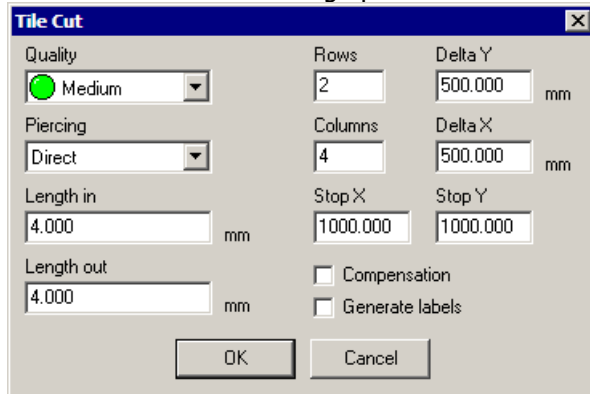 Tile Cut
Quality Rows Delta Y
Medium 2 500.000 mm
Piercing Columns Delta X
Direct 4 500.000 mm
Length in Stop X Stop Y
4.000 mm 1000.000 1000.000
Length out Compensation
4.000 mm Generate labels
OK Cancel